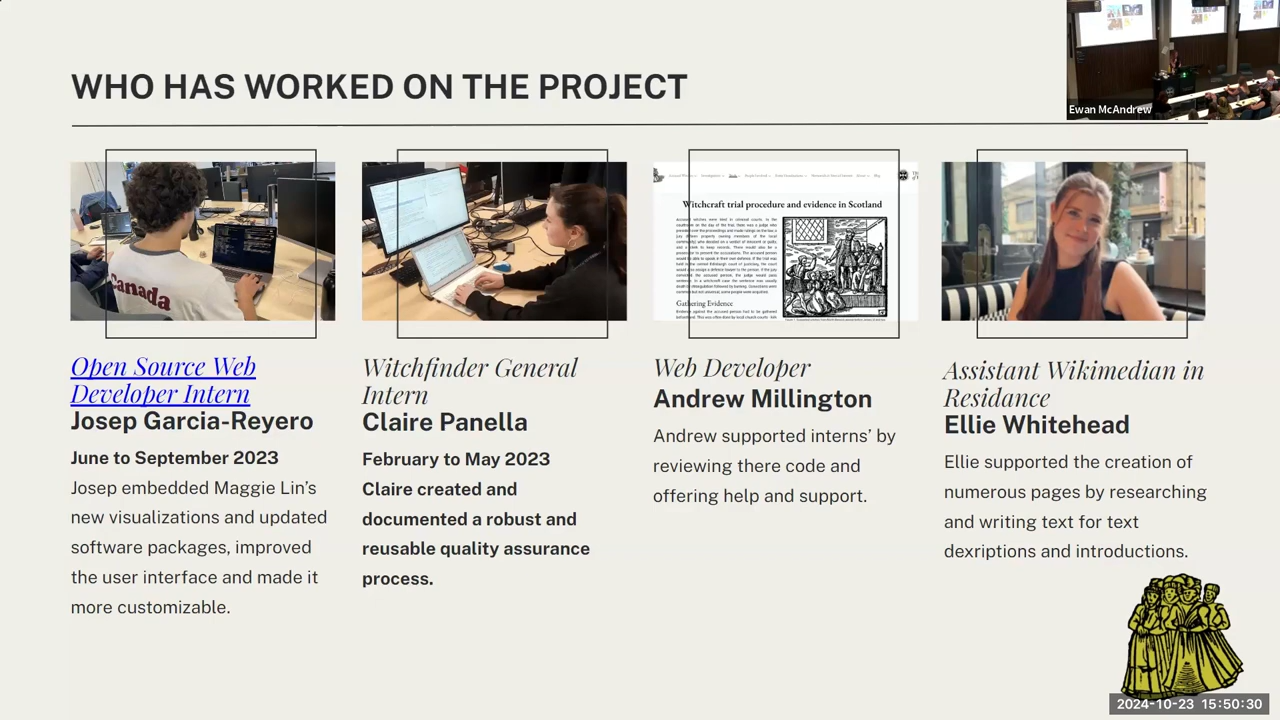 WHO HAS WORKED ON THE PROJECT
Ewan McAndrew
Canada
Witchcraft trial procedure and evidence in Scotland
Gathering Evidence
Open Source Web
Developer Intern
Josep Garcia-Reyero
June to September 2023
Josep embedded Maggie Lin's
new visualizations and updated
software packages, improved
the user interface and made it
more customizable.
Witchfinder General
Intern
Claire Panella
February to May 2023
Claire created and
documented a robust and
reusable quality assurance
process.
Web Developer
Andrew Millington
Andrew supported interns' by
reviewing there code and
offering help and support.
Assistant Wikimedian in
Residance
Ellie Whitehead
Ellie supported the creation of
numerous pages by researching
and writing text for text
dexriptions and introductions.
2024-10-23 15:50:30